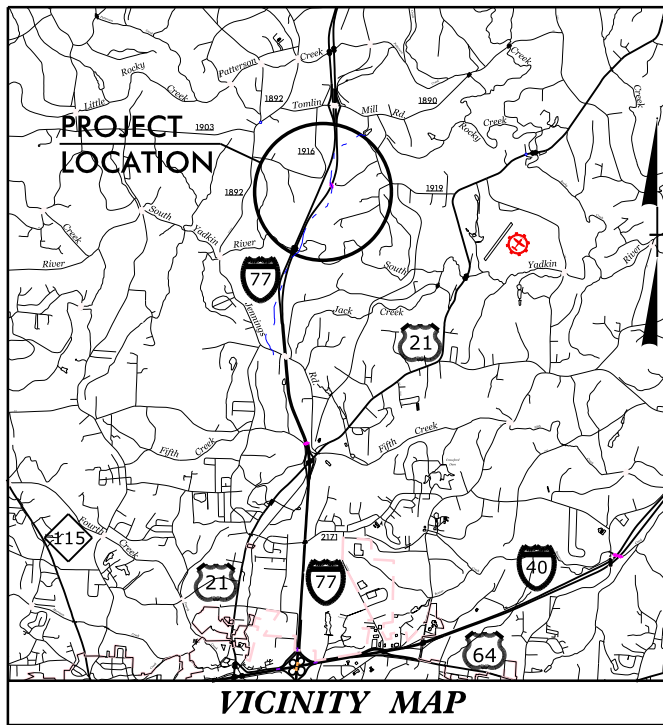 Creek
Patterson
Creek
Rocky
Little
Creek
1892
Tomlin
Mill
Rd.
1890
Creek
1903
Rocky
Creek
PROJECT
LOCATION
1916
1892
1919
South
Yadkin
River
Creek
River
South
Yadkin
River
77
Jennings
Rd.
Jack
Creek
21
Fifth
Creek
Fifth
Creek
115
Fourth
Creek
2171
21
77
40
64
VICINITY MAP